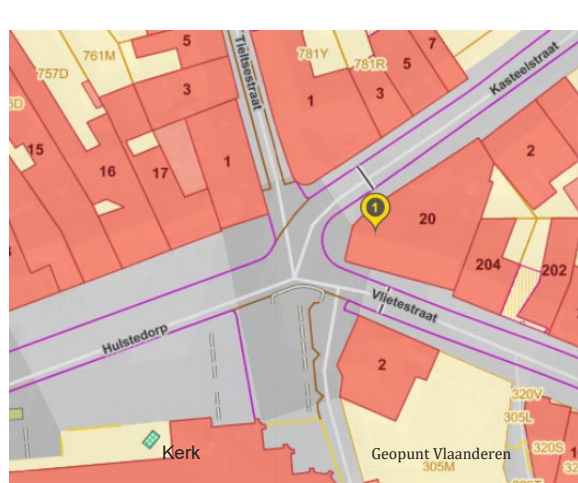 5
761M
781Y
7
757D
Tieltsestraat
781R
5
Kasteelstraat
3
1
3
15
2
16
17
1
1
20
204
202
Vlietestraat
Hulstedorp
2
320V
305L
Kerk
Geopunt Vlaanderen
320S
305M